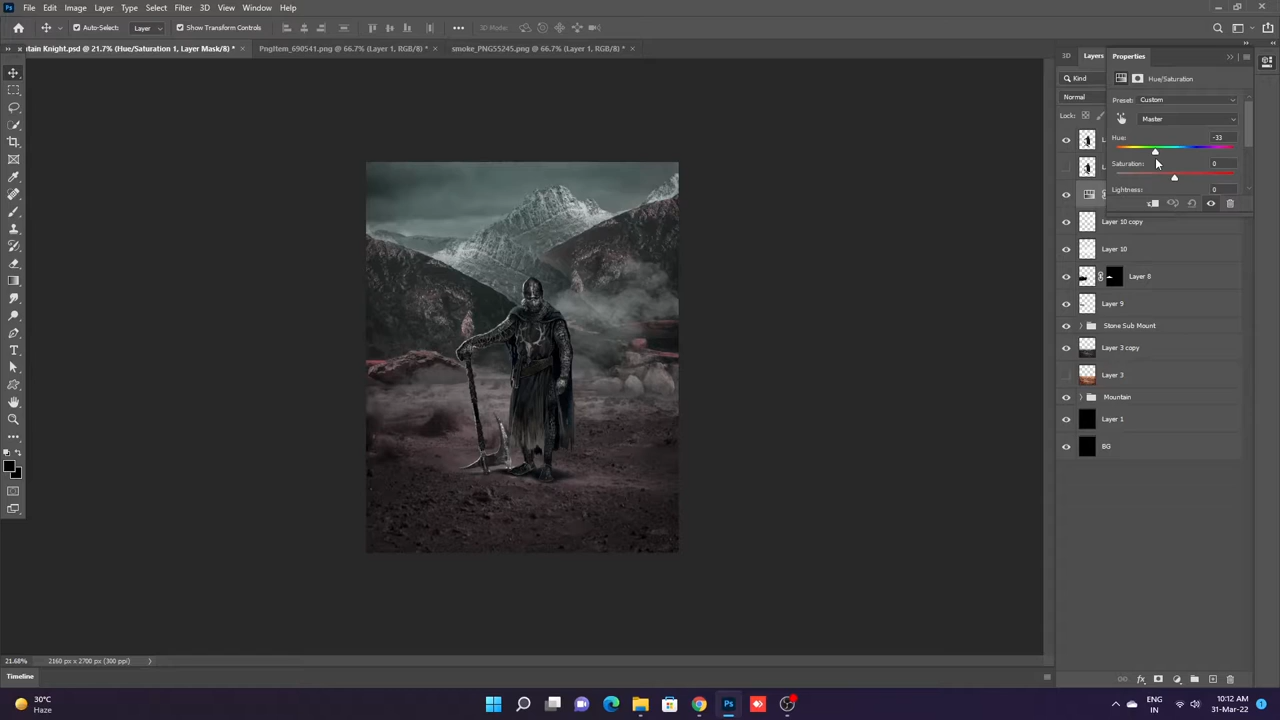 Ps File Edit Image Layer Type Select Filter 3D View Window Help
Auto-Select: Layer Show Transform Controls 3D Mode:
tain Knight.psd @ 21.7% (Hue/Saturation 1, Layer Mask/8) * PngItem_690541.png @ 66.7% (Layer 1, RGB/8) * smoke_PNG55245.png @ 66.7% (Layer 1, RGB/8) *
3D Layers Properties
Kind Hue/Saturation
Normal Preset: Custom
Lock: Master
Hue: -33
Saturation: 0
Lightness: 0
Layer 10 copy
Layer 10
Layer 8
Layer 9
Stone Sub Mount
Layer 3 copy
Layer 3
Mountain
Layer 1
BG
21.68% 2160 px x 2700 px (300 ppi)
Timeline
30°C
Haze
ENG
IN
10:12 AM
31-Mar-22